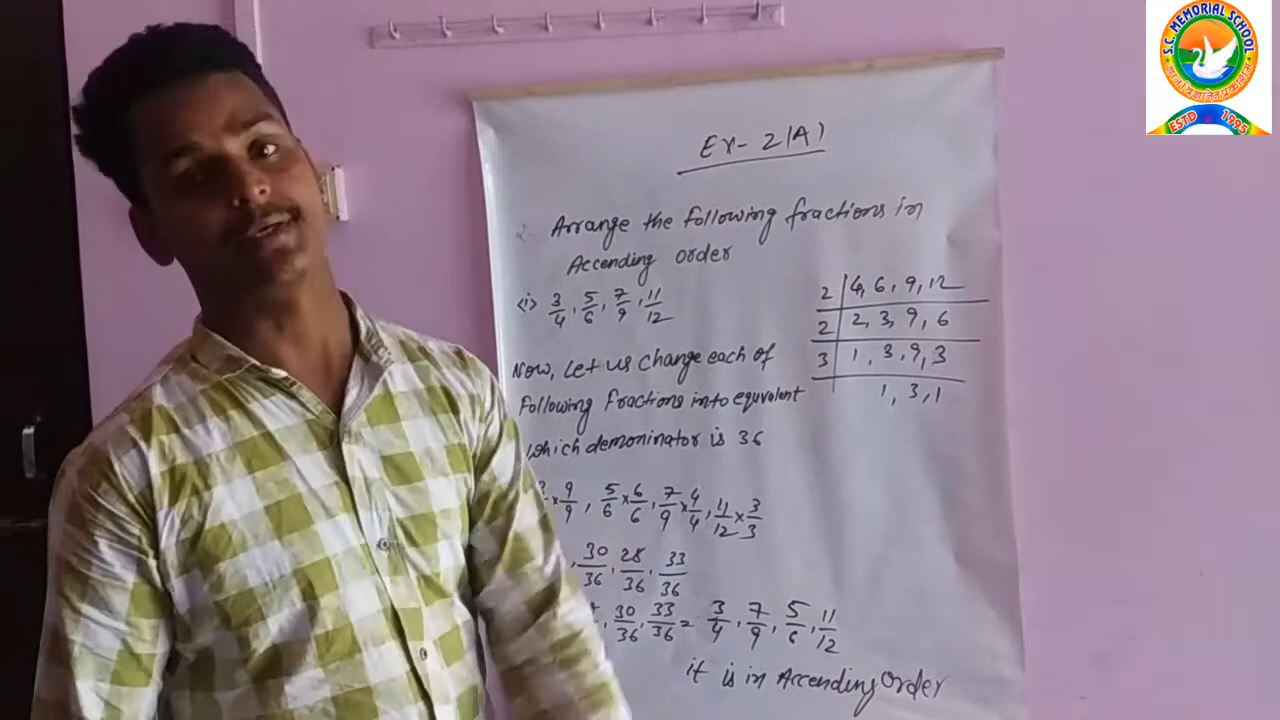 S.C. MEMORIAL SCHOOL
ESTD 1995
Ex- 2(A)
2. Arrange the following fractions in
Accending order
(i) 3/4, 5/6, 7/9, 11/12
2 | 4, 6, 9, 12
2 | 2, 3, 9, 6
3 | 1, 3, 9, 3
1, 3, 1
Now, Let us change each of
following fractions into equvalent
which demoninator is 36
× 9/9, 5/6 × 6/6, 7/9 × 4/4, 11/12 × 3/3
, 30/36, 28/36, 33/36
, 30/36, 33/36 = 3/4, 7/9, 5/6, 11/12
it is in Accending Order